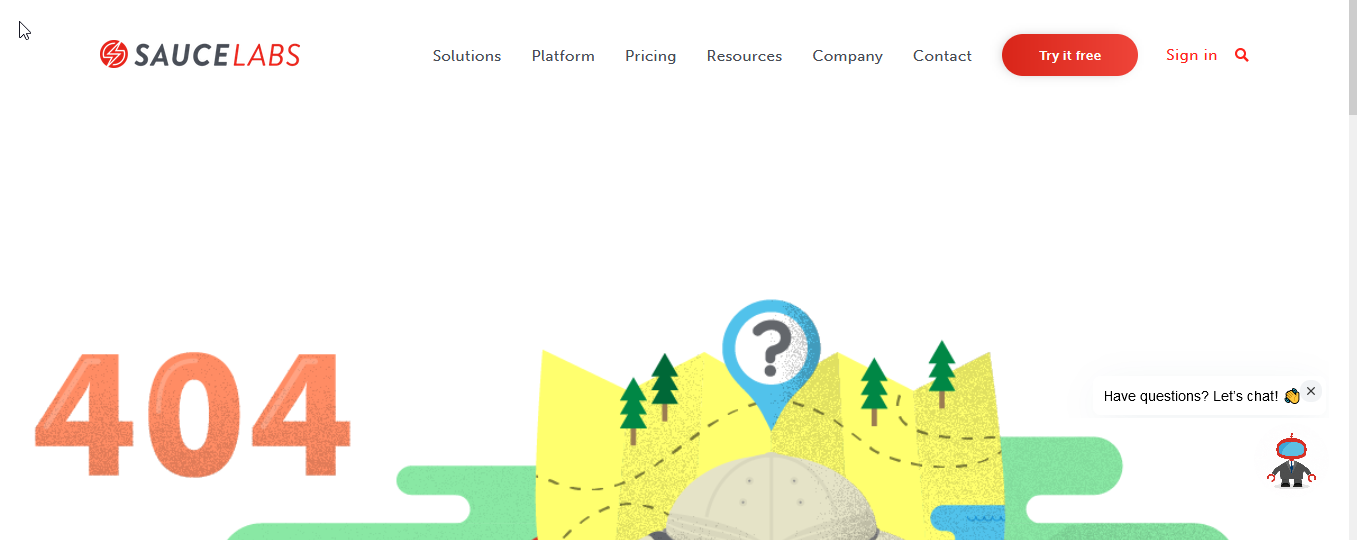 SAUCELABS
Solutions Platform Pricing Resources Company Contact Try it free Sign in
?
404
Have questions? Let's chat! 👏